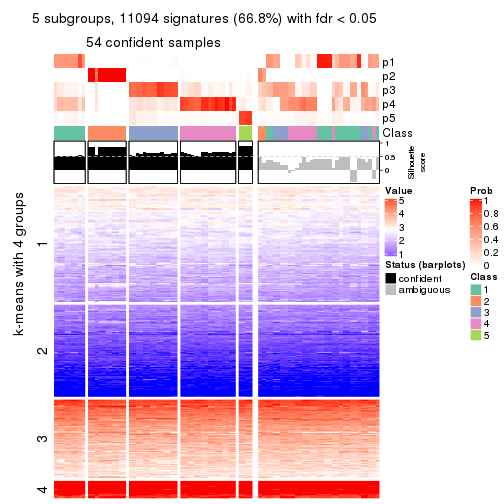 5 subgroups, 11094 signatures (66.8%) with fdr < 0.05
54 confident samples
p1
p2
p3
p4
p5
Class
1
0.5
0
Silhouette
score
k-means with 4 groups
1
2
3
4
Value
5
4
3
2
1
Status (barplots)
confident
ambiguous
Prob
1
0.8
0.6
0.4
0.2
0
Class
1
2
3
4
5